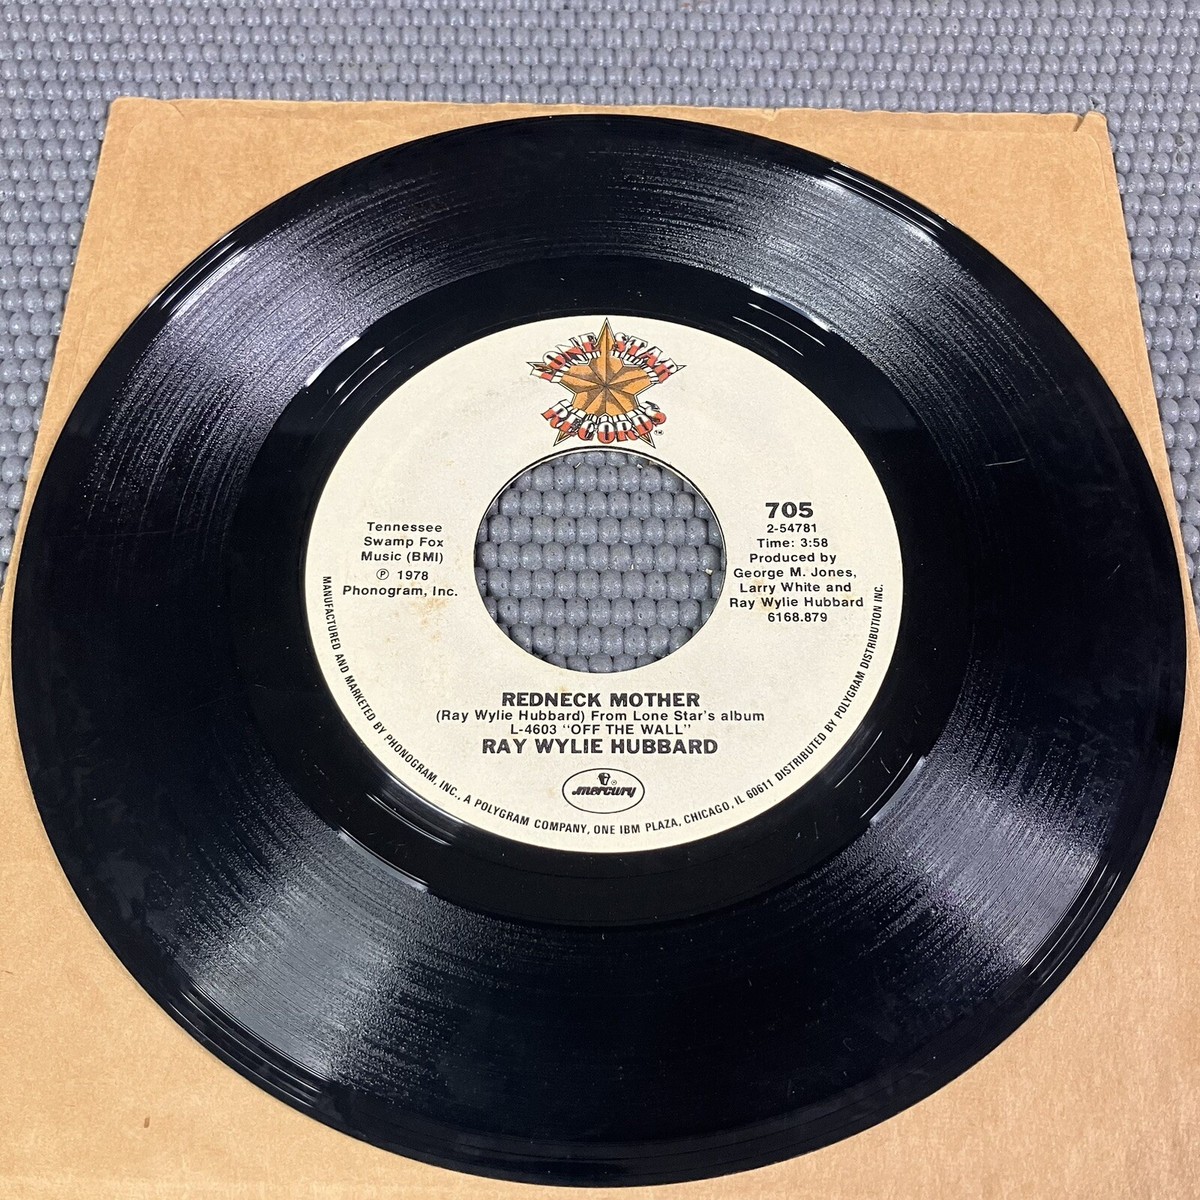 LONE STAR
RECORDS
TM
Tennessee
Swamp Fox
Music (BMI)
℗ 1978
Phonogram, Inc.
705
2-54781
Time: 3:58
Produced by
George M. Jones,
Larry White and
Ray Wylie Hubbard
6168.879
REDNECK MOTHER
(Ray Wylie Hubbard) From Lone Star's album
L-4603 "OFF THE WALL"
RAY WYLIE HUBBARD
mercury
MANUFACTURED AND MARKETED BY PHONOGRAM, INC., A POLYGRAM COMPANY, ONE IBM PLAZA, CHICAGO, IL 60611 DISTRIBUTED BY POLYGRAM DISTRIBUTION INC.